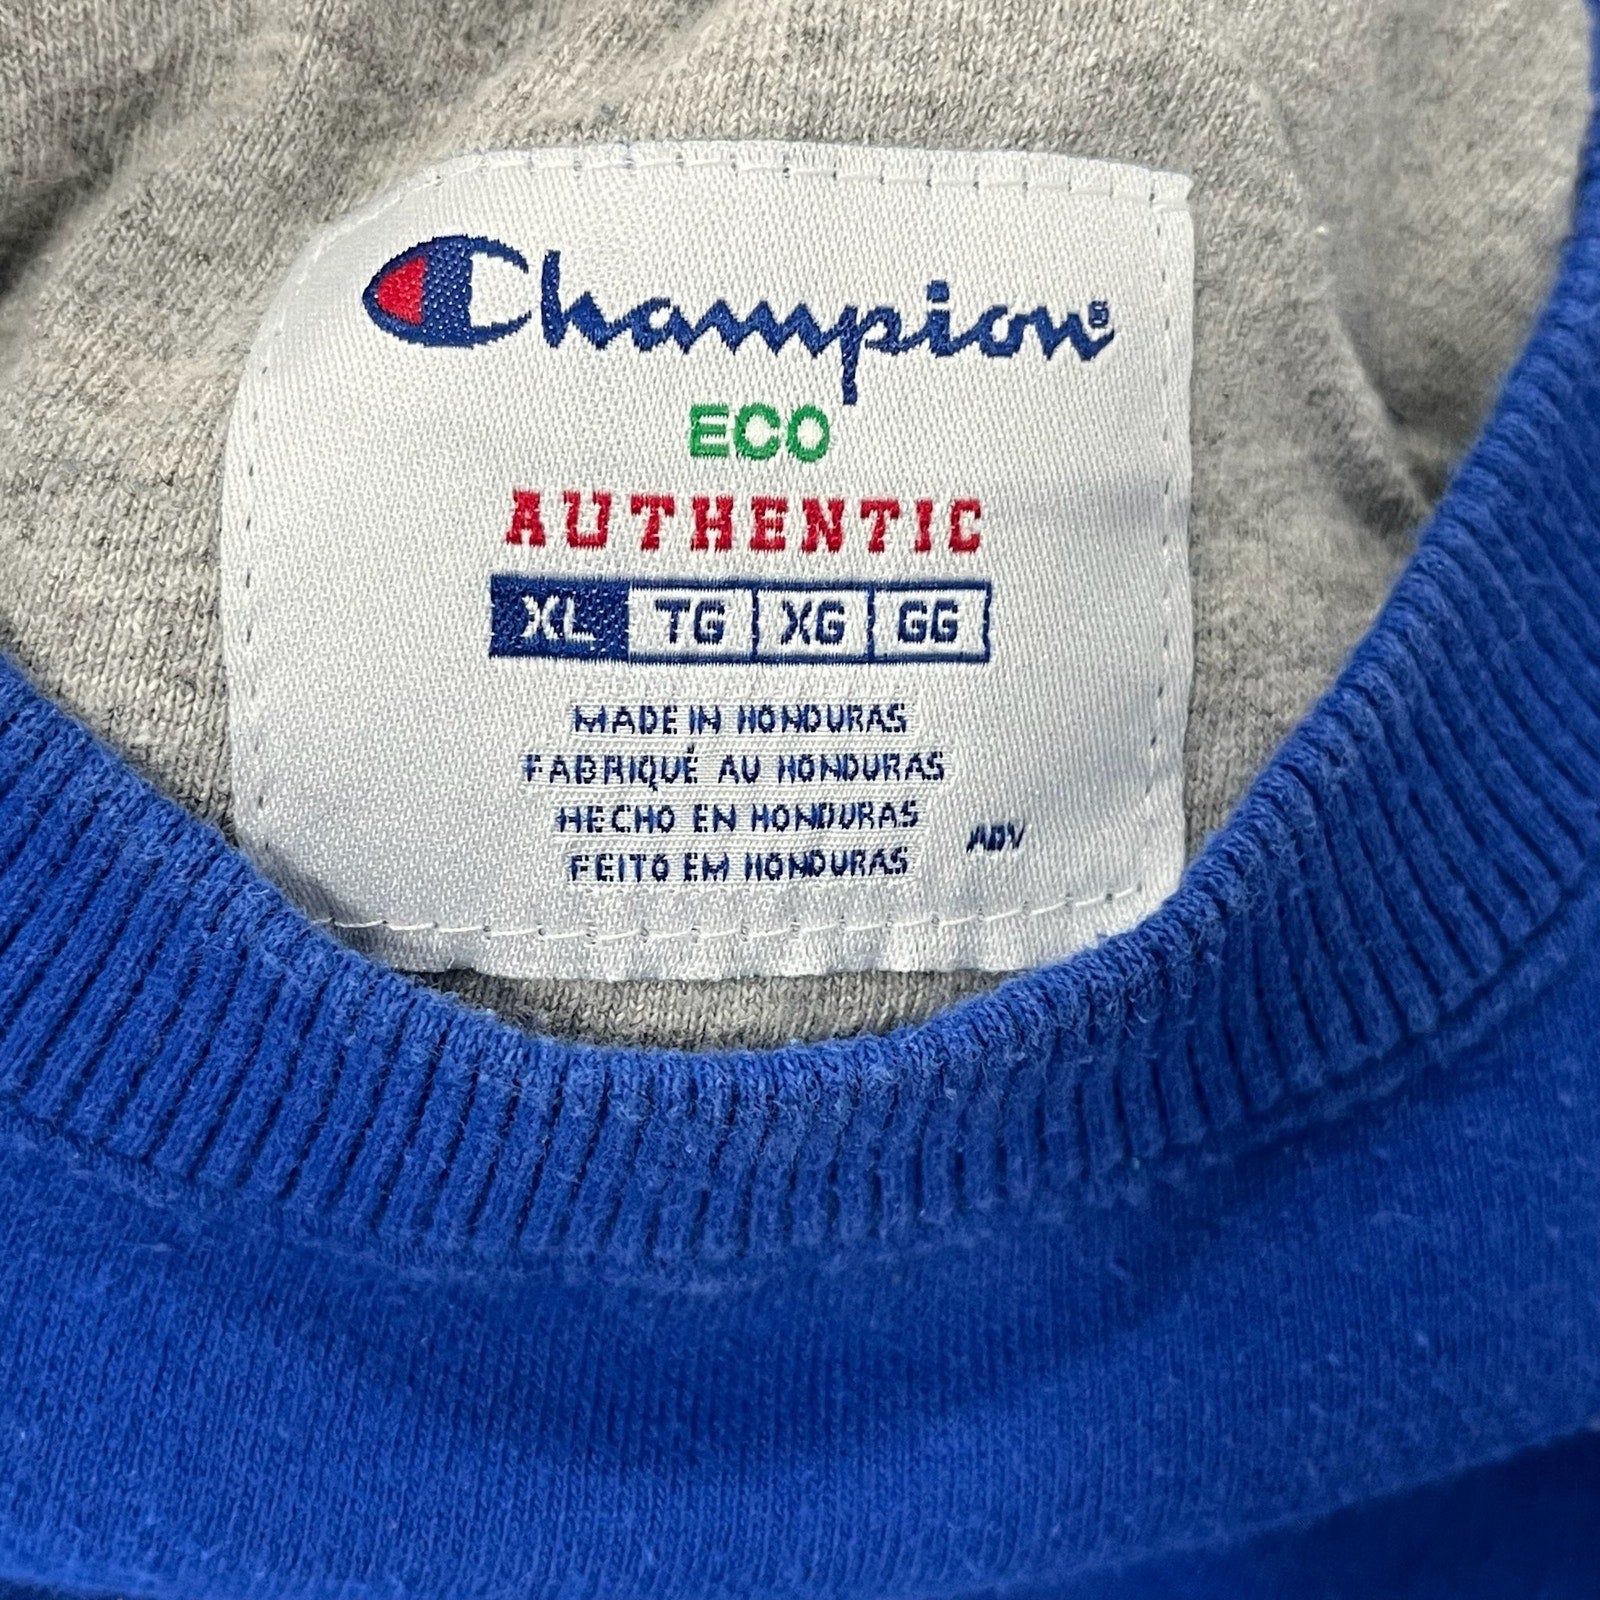 Champion®
ECO
AUTHENTIC
XL TG XG GG
MADE IN HONDURAS
FABRIQUÉ AU HONDURAS
HECHO EN HONDURAS
FEITO EM HONDURAS
ADV